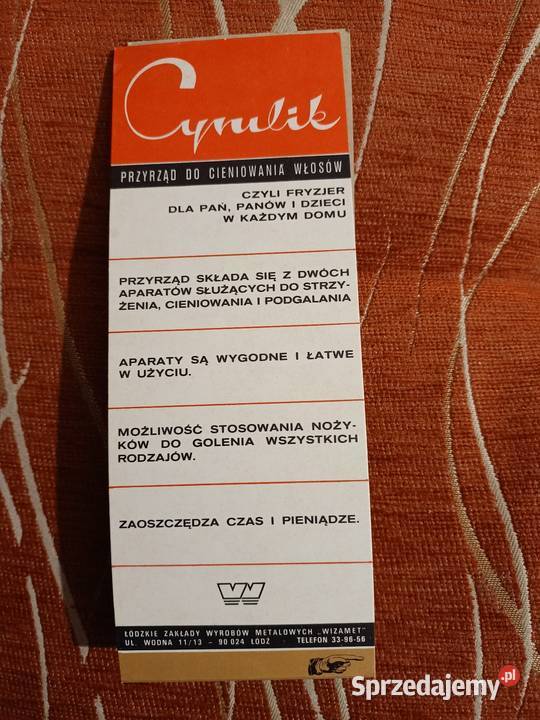 Cyrulik
PRZYRZĄD DO CIENIOWANIA WŁOSÓW
CZYLI FRYZJER
DLA PAŃ, PANÓW I DZIECI
W KAŻDYM DOMU
PRZYRZĄD SKŁADA SIĘ Z DWÓCH
APARATÓW SŁUŻĄCYCH DO STRZY-
ŻENIA, CIENIOWANIA I PODGALANIA
APARATY SĄ WYGODNE I ŁATWE
W UŻYCIU.
MOŻLIWOŚĆ STOSOWANIA NOŻY-
KÓW DO GOLENIA WSZYSTKICH
RODZAJÓW.
ZAOSZCZĘDZA CZAS I PIENIĄDZE.
ŁÓDZKIE ZAKŁADY WYROBÓW METALOWYCH „WIZAMET"
UL. WODNA 11/13 – 90 024 ŁÓDŹ TELEFON 33-96-56
Sprzedajemy.pl